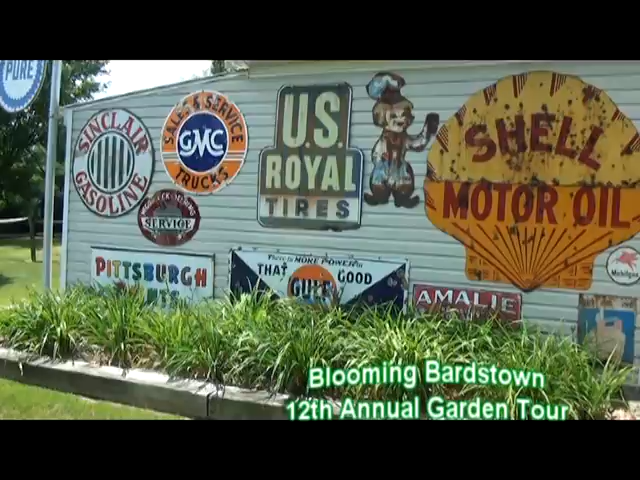 PURE
SINCLAIR
GASOLINE
SALES & SERVICE
GMC
TRUCKS
SERVICE
U.S.
ROYAL
TIRES
SHELL
MOTOR OIL
PITTSBURGH
There is MORE POWER
THAT GOOD
GULF
AMALIE
Mobilgas
Blooming Bardstown
12th Annual Garden Tour